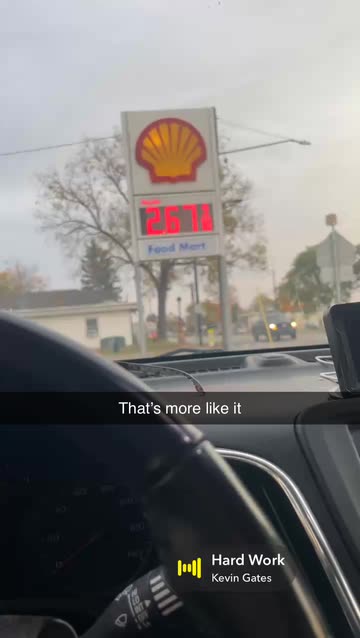 2.67
Food Mart
That's more like it
Hard Work
Kevin Gates